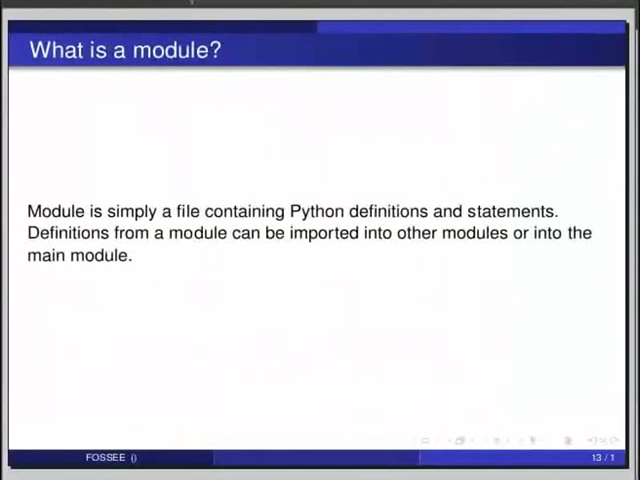 What is a module?
Module is simply a file containing Python definitions and statements.
Definitions from a module can be imported into other modules or into the
main module.
FOSSEE ()
13 / 1